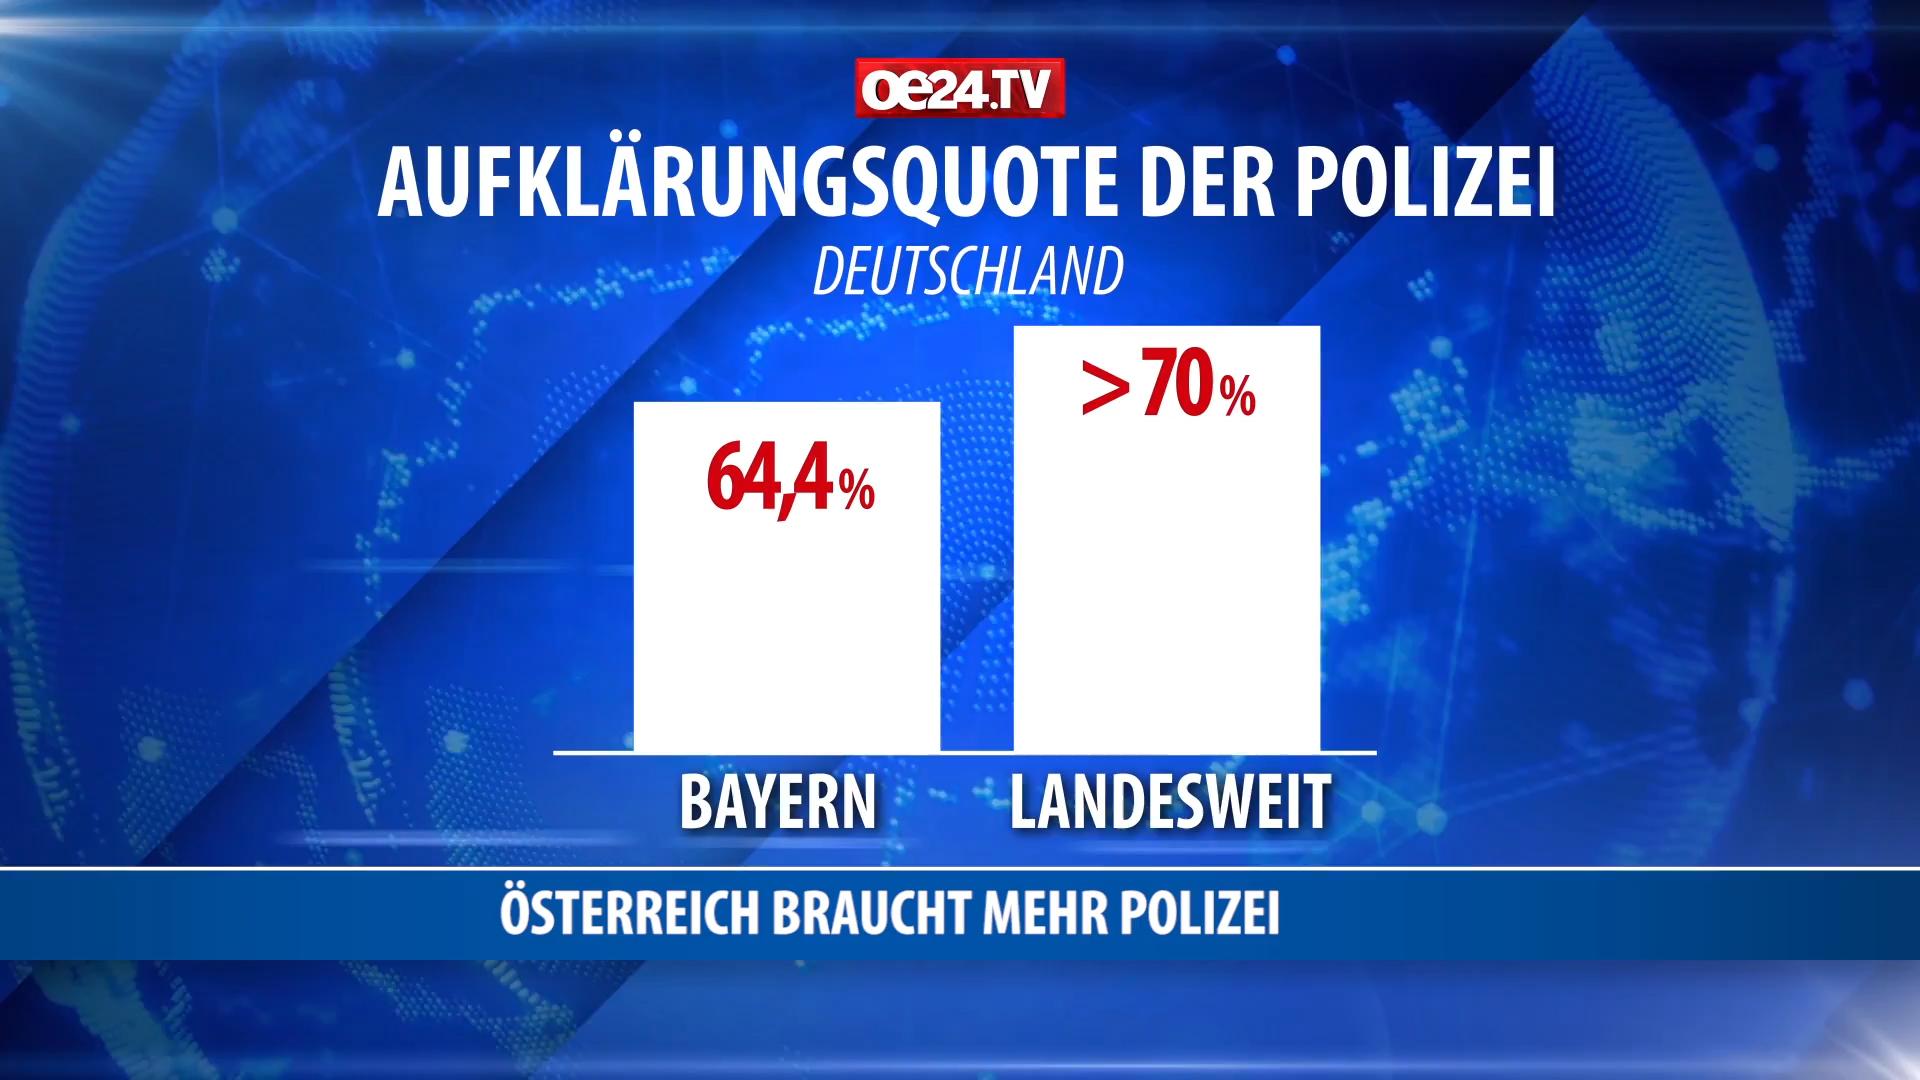 oe24.TV
AUFKLÄRUNGSQUOTE DER POLIZEI
DEUTSCHLAND
64,4 %
> 70 %
BAYERN
LANDESWEIT
ÖSTERREICH BRAUCHT MEHR POLIZEI